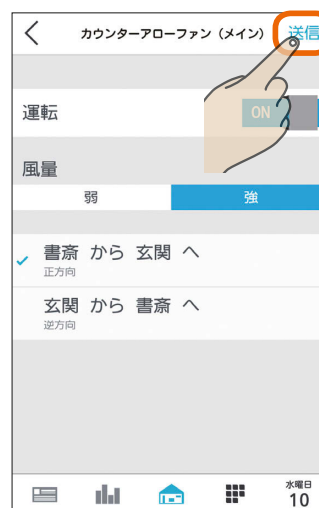 カウンターアローファン（メイン） 送信
運転 ON
風量
弱 強
書斎 から 玄関 へ
正方向
玄関 から 書斎 へ
逆方向
水曜日
10